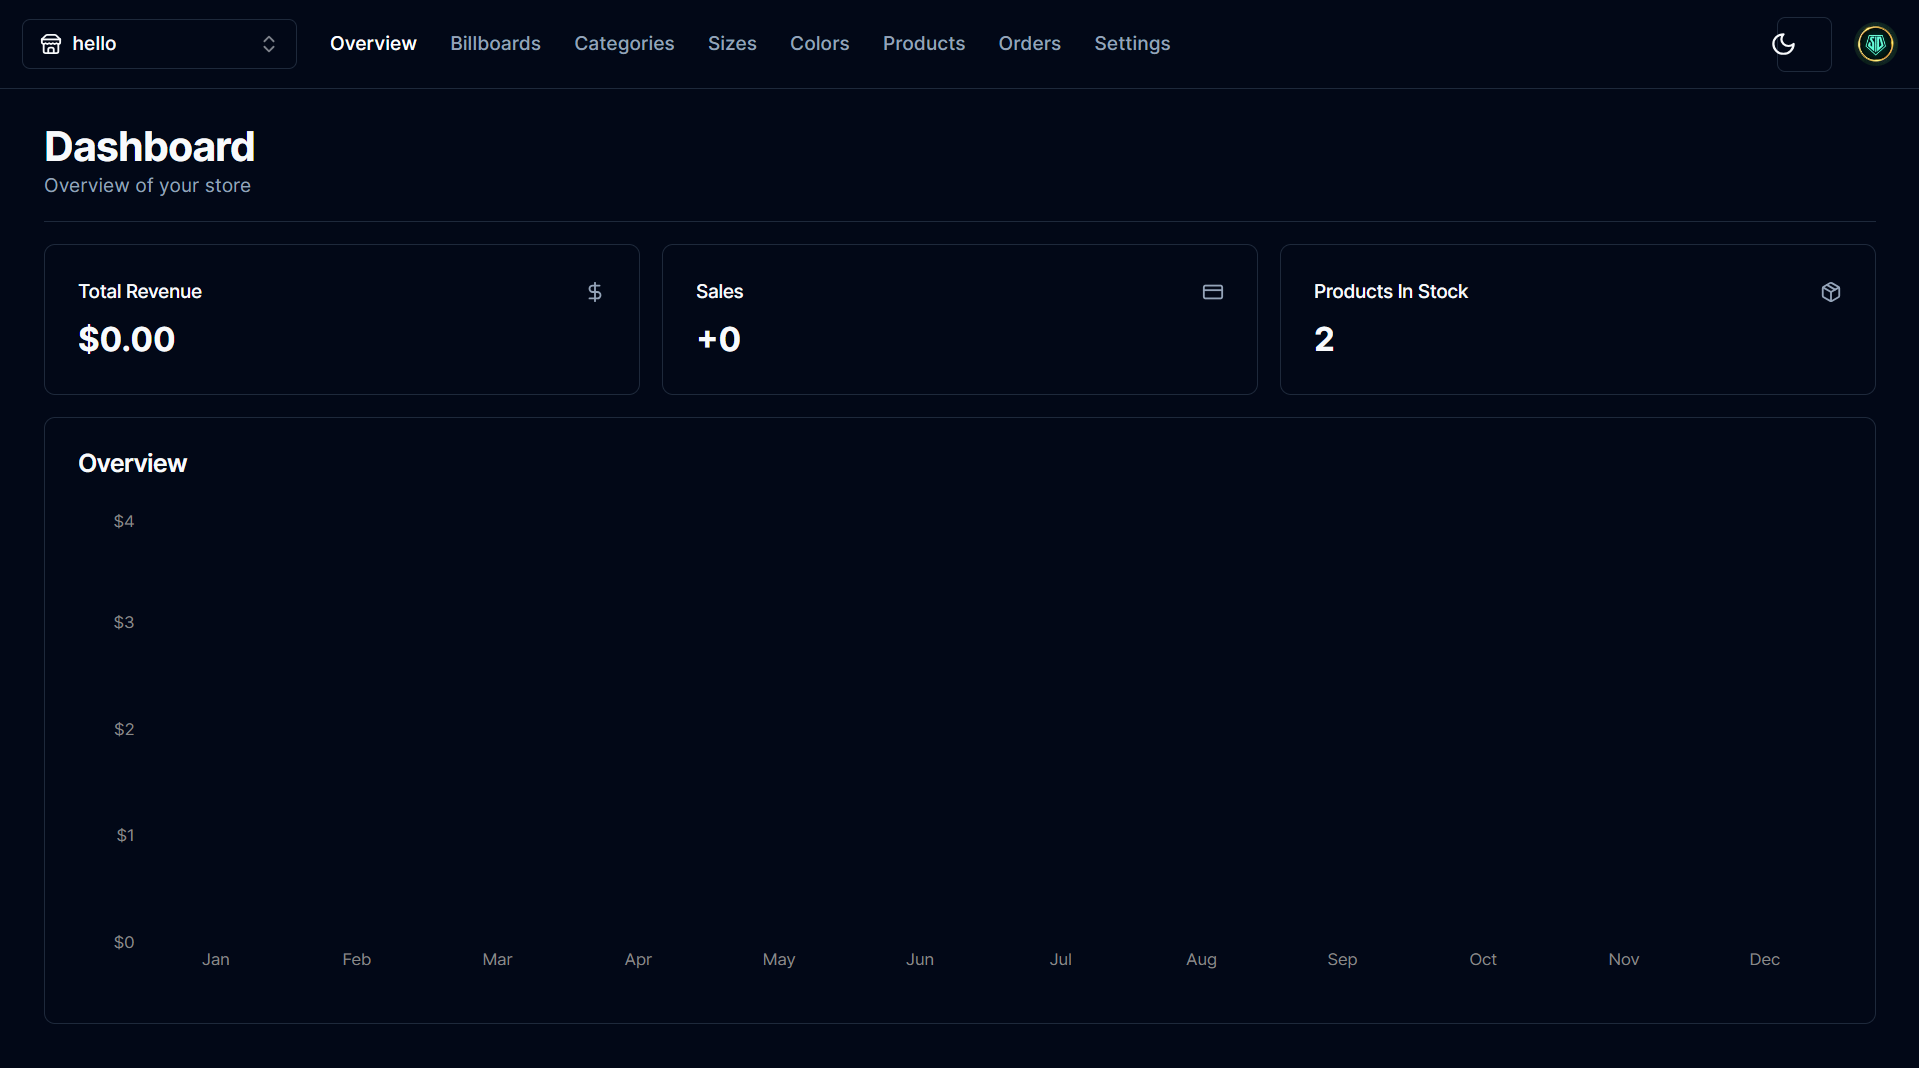 hello
Overview Billboards Categories Sizes Colors Products Orders Settings
Dashboard
Overview of your store
Total Revenue
$0.00
Sales
+0
Products In Stock
2
Overview
$4
$3
$2
$1
$0
Jan Feb Mar Apr May Jun Jul Aug Sep Oct Nov Dec